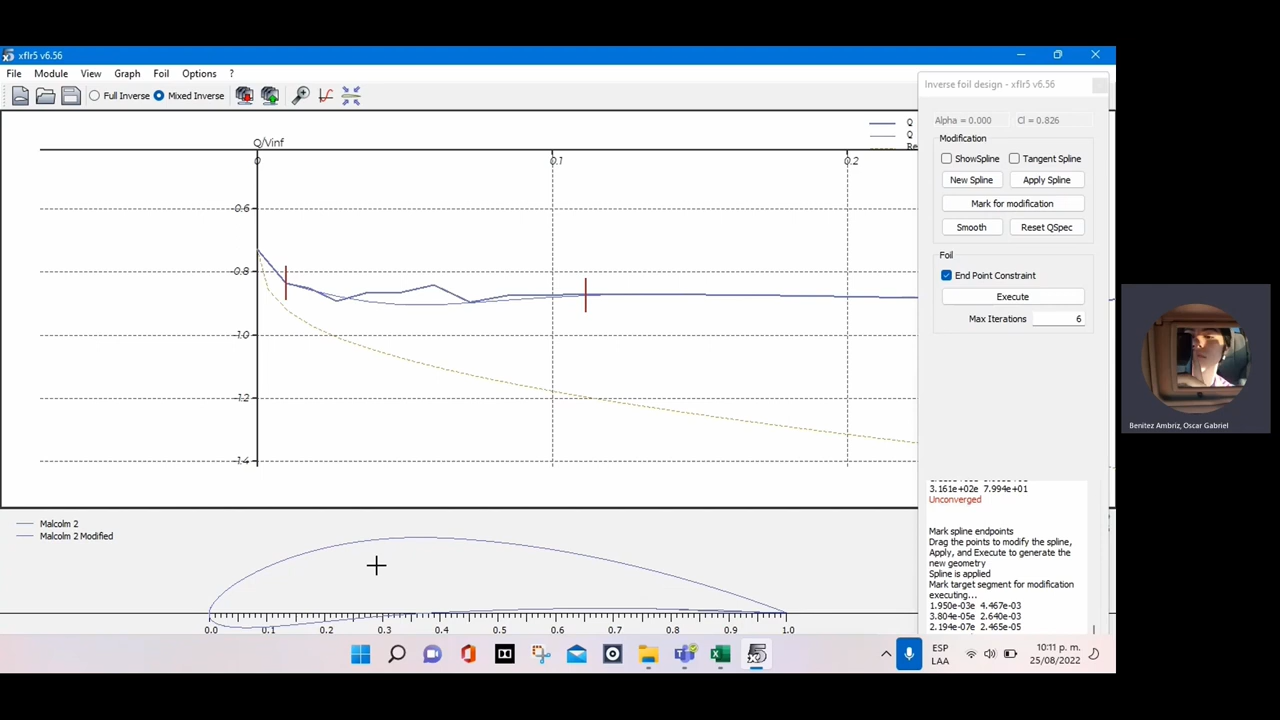 xflr5 v6.56
File Module View Graph Foil Options ?
Full Inverse Mixed Inverse
Inverse foil design - xflr5 v6.56
Alpha = 0.000 Cl = 0.826
Modification
ShowSpline Tangent Spline
New Spline Apply Spline
Mark for modification
Smooth Reset QSpec
Foil
End Point Constraint
Execute
Max Iterations 6
Q
Q
Re
Q/Vinf
0 0.1 0.2
-0.6
-0.8
-1.0
-1.2
-1.4
3.161e+02e 7.994e+01
Unconverged
Mark spline endpoints
Drag the points to modify the spline,
Apply, and Execute to generate the
new geometry
Spline is applied
Mark target segment for modification
executing...
1.950e-03e 4.467e-03
3.804e-05e 2.640e-03
2.194e-07e 2.465e-05
Malcolm 2
Malcolm 2 Modified
0.0 0.1 0.2 0.3 0.4 0.5 0.6 0.7 0.8 0.9 1.0
ESP
LAA
10:11 p. m.
25/08/2022
Benitez Ambriz, Oscar Gabriel